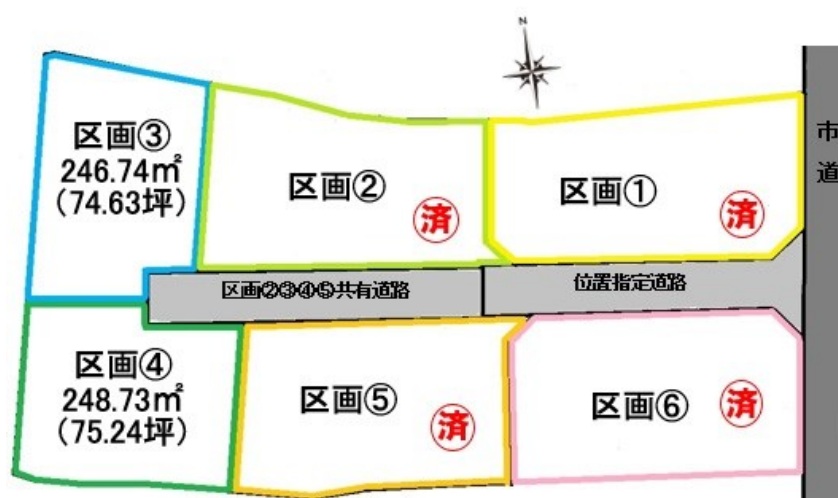 N
区画③
246.74㎡
(74.63坪)
区画②
済
区画①
済
市道
区画②③④⑤共有道路
位置指定道路
区画④
248.73㎡
(75.24坪)
区画⑤
済
区画⑥
済